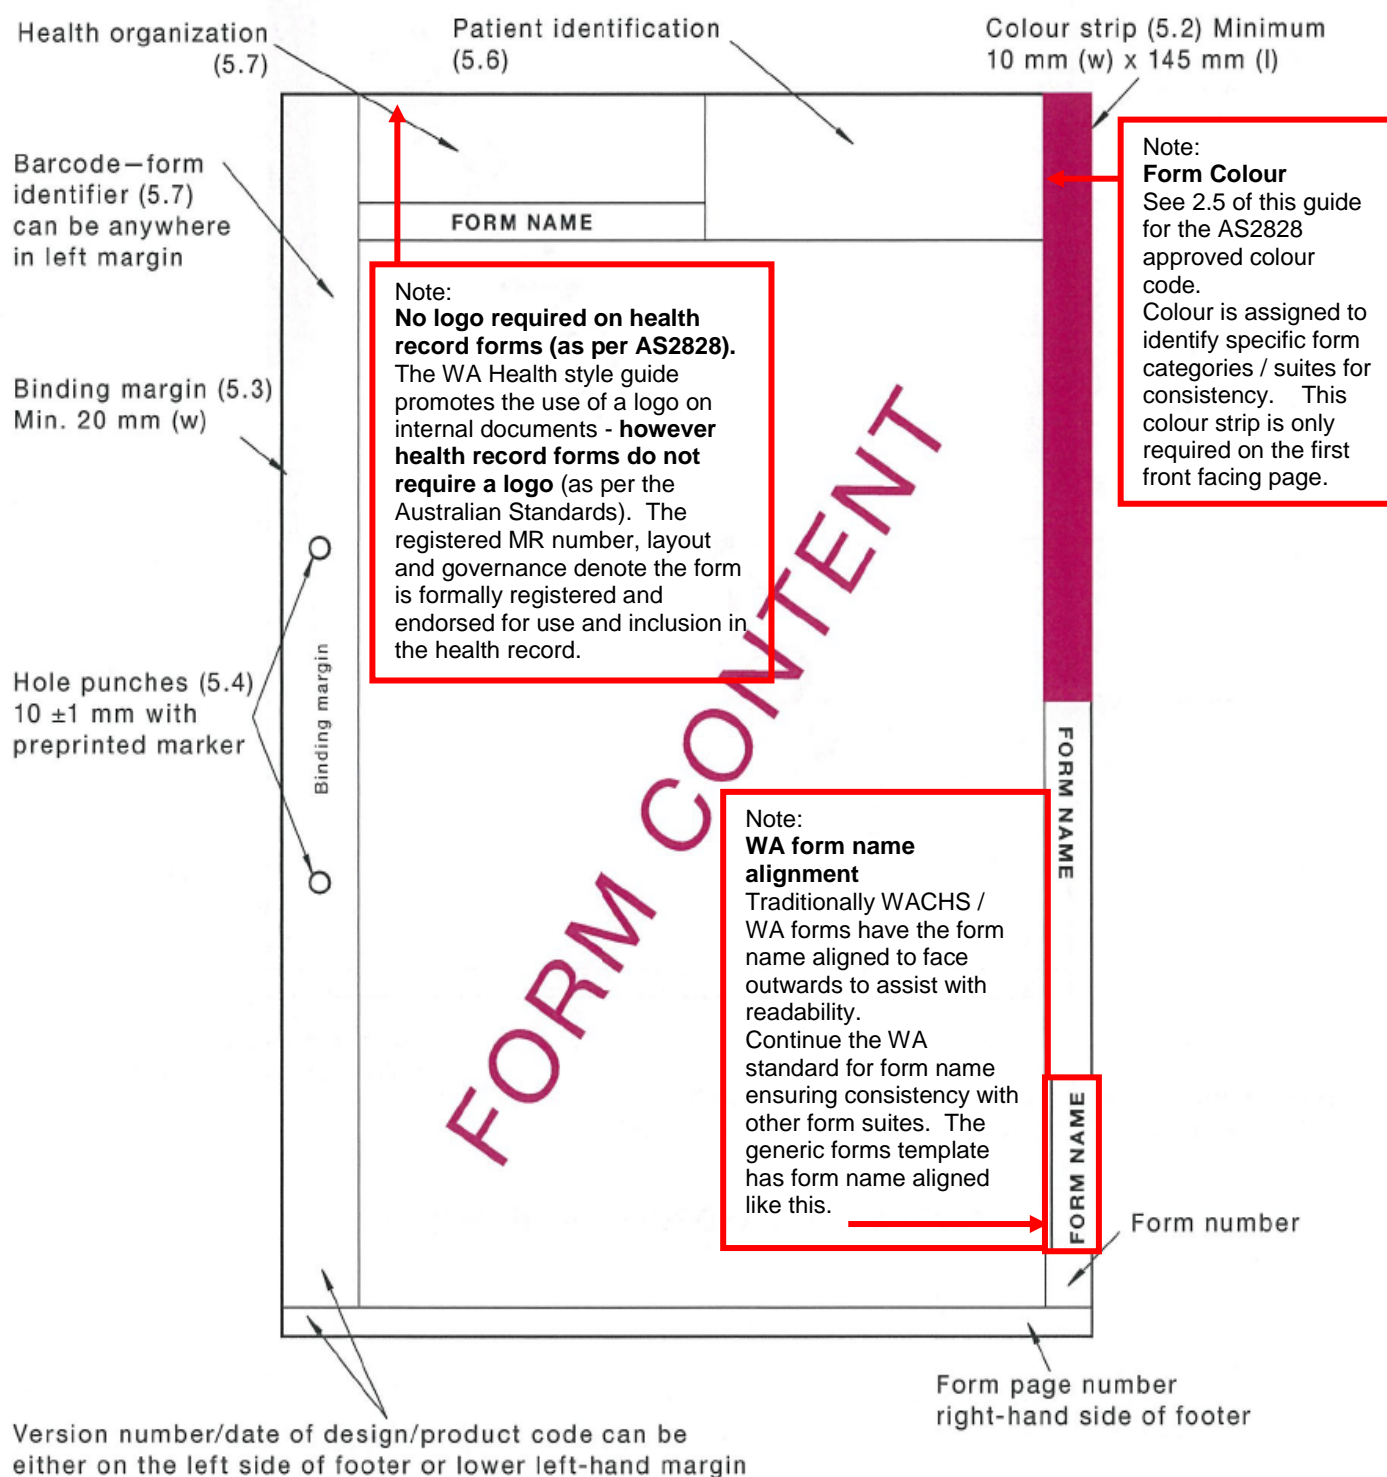 Health organization
(5.7)
Patient identification
(5.6)
Colour strip (5.2) Minimum
10 mm (w) x 145 mm (l)
Barcode—form
identifier (5.7)
can be anywhere
in left margin
FORM NAME
Note:
Form Colour
See 2.5 of this guide
for the AS2828
approved colour
code.
Colour is assigned to
identify specific form
categories / suites for
consistency. This
colour strip is only
required on the first
front facing page.
Note:
No logo required on health
record forms (as per AS2828).
The WA Health style guide
promotes the use of a logo on
internal documents - however
health record forms do not
require a logo (as per the
Australian Standards). The
registered MR number, layout
and governance denote the form
is formally registered and
endorsed for use and inclusion in
the health record.
Binding margin (5.3)
Min. 20 mm (w)
Hole punches (5.4)
10 ±1 mm with
preprinted marker
Binding margin
FORM CONTENT
FORM NAME
Note:
WA form name
alignment
Traditionally WACHS /
WA forms have the form
name aligned to face
outwards to assist with
readability.
Continue the WA
standard for form name
ensuring consistency with
other form suites. The
generic forms template
has form name aligned
like this.
FORM NAME
Form number
Form page number
right-hand side of footer
Version number/date of design/product code can be
either on the left side of footer or lower left-hand margin